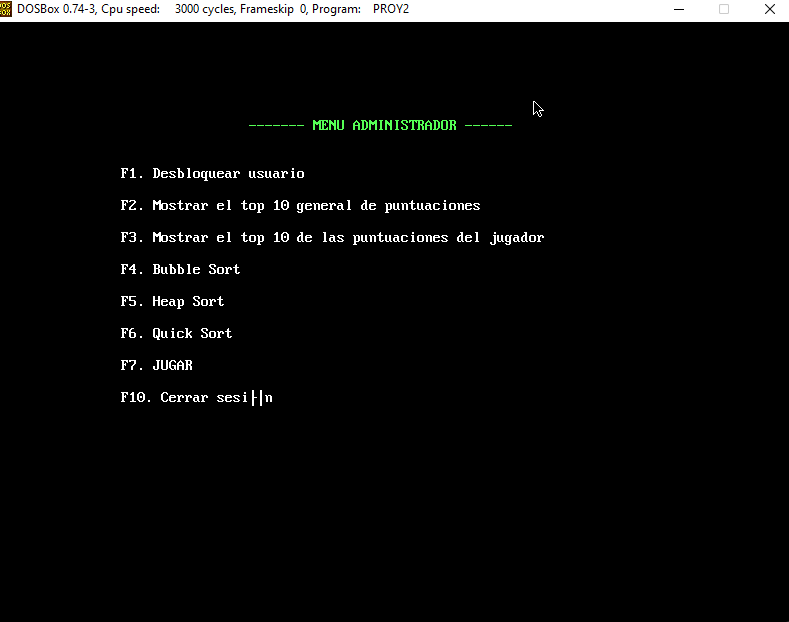 DOSBox 0.74-3, Cpu speed: 3000 cycles, Frameskip 0, Program: PROY2
------- MENU ADMINISTRADOR ------
F1. Desbloquear usuario
F2. Mostrar el top 10 general de puntuaciones
F3. Mostrar el top 10 de las puntuaciones del jugador
F4. Bubble Sort
F5. Heap Sort
F6. Quick Sort
F7. JUGAR
F10. Cerrar sesi├│n